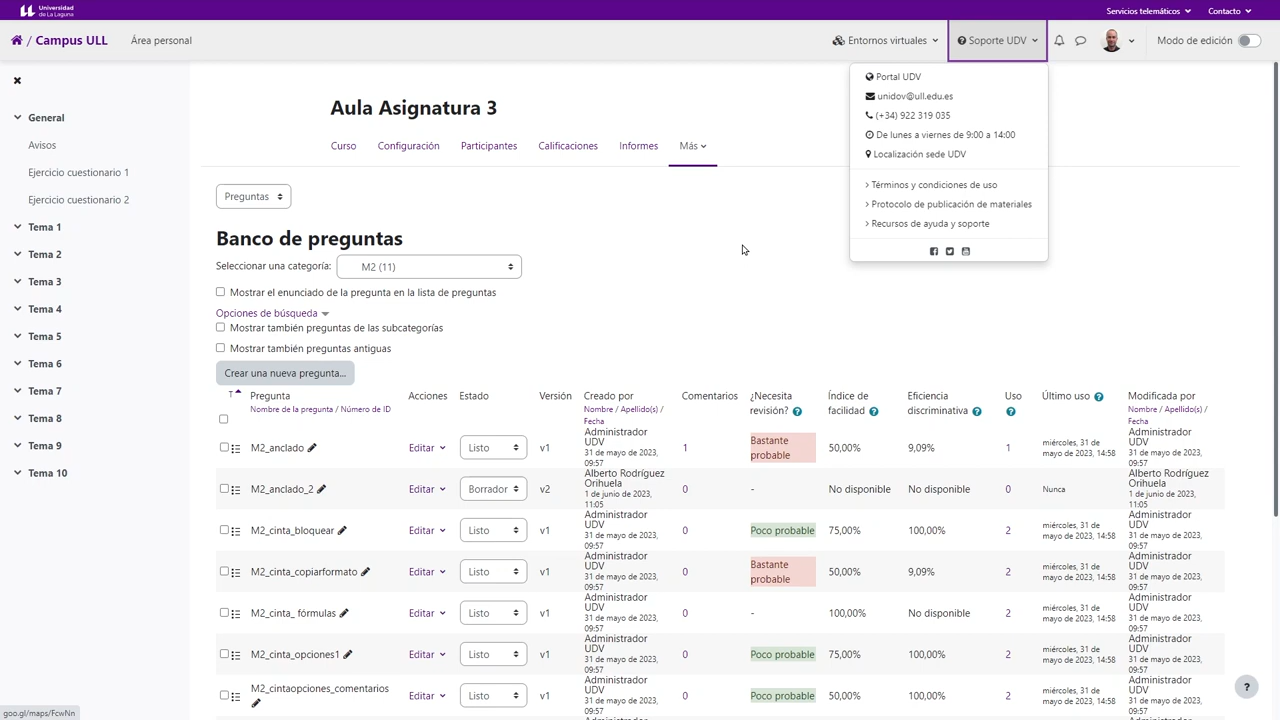 Universidad
de La Laguna
Servicios telemáticos
Contacto
/ Campus ULL
Área personal
Entornos virtuales
Soporte UDV
Modo de edición
Portal UDV
unidov@ull.edu.es
(+34) 922 319 035
De lunes a viernes de 9:00 a 14:00
Localización sede UDV
> Términos y condiciones de uso
> Protocolo de publicación de materiales
> Recursos de ayuda y soporte
General
Avisos
Ejercicio cuestionario 1
Ejercicio cuestionario 2
Tema 1
Tema 2
Tema 3
Tema 4
Tema 5
Tema 6
Tema 7
Tema 8
Tema 9
Tema 10
Aula Asignatura 3
Curso
Configuración
Participantes
Calificaciones
Informes
Más
Preguntas
Banco de preguntas
Seleccionar una categoría:
M2 (11)
Mostrar el enunciado de la pregunta en la lista de preguntas
Opciones de búsqueda
Mostrar también preguntas de las subcategorías
Mostrar también preguntas antiguas
Crear una nueva pregunta...
T
Pregunta
Nombre de la pregunta / Número de ID
Acciones
Estado
Versión
Creado por
Nombre / Apellido(s) /
Fecha
Comentarios
¿Necesita
revisión?
Índice de
facilidad
Eficiencia
discriminativa
Uso
Último uso
Modificada por
Nombre / Apellido(s) /
Fecha
M2_anclado
Editar
Listo
v1
Administrador
UDV
31 de mayo de 2023,
09:57
1
Bastante
probable
50,00%
9,09%
1
miércoles, 31 de
mayo de 2023, 14:58
Administrador
UDV
31 de mayo de 2023,
09:57
M2_anclado_2
Editar
Borrador
v2
Alberto Rodríguez
Orihuela
1 de junio de 2023,
11:05
0
-
No disponible
No disponible
0
Nunca
Alberto Rodríguez
Orihuela
1 de junio de 2023,
11:05
M2_cinta_bloquear
Editar
Listo
v1
Administrador
UDV
31 de mayo de 2023,
09:57
0
Poco probable
75,00%
100,00%
2
miércoles, 31 de
mayo de 2023, 14:58
Administrador
UDV
31 de mayo de 2023,
09:57
M2_cinta_copiarformato
Editar
Listo
v1
Administrador
UDV
31 de mayo de 2023,
09:57
0
Bastante
probable
50,00%
9,09%
2
miércoles, 31 de
mayo de 2023, 14:58
Administrador
UDV
31 de mayo de 2023,
09:57
M2_cinta_ fórmulas
Editar
Listo
v1
Administrador
UDV
31 de mayo de 2023,
09:57
0
-
100,00%
No disponible
2
miércoles, 31 de
mayo de 2023, 14:58
Administrador
UDV
31 de mayo de 2023,
09:57
M2_cinta_opciones1
Editar
Listo
v1
Administrador
UDV
31 de mayo de 2023,
09:57
0
Poco probable
75,00%
100,00%
2
miércoles, 31 de
mayo de 2023, 14:58
Administrador
UDV
31 de mayo de 2023,
09:57
M2_cintaopciones_comentarios
Editar
Listo
v1
Administrador
UDV
31 de mayo de 2023,
09:57
0
Poco probable
50,00%
100,00%
2
miércoles, 31 de
mayo de 2023, 14:58
Administrador
UDV
31 de mayo de 2023,
09:57
?
goo.gl/maps/FcwNn